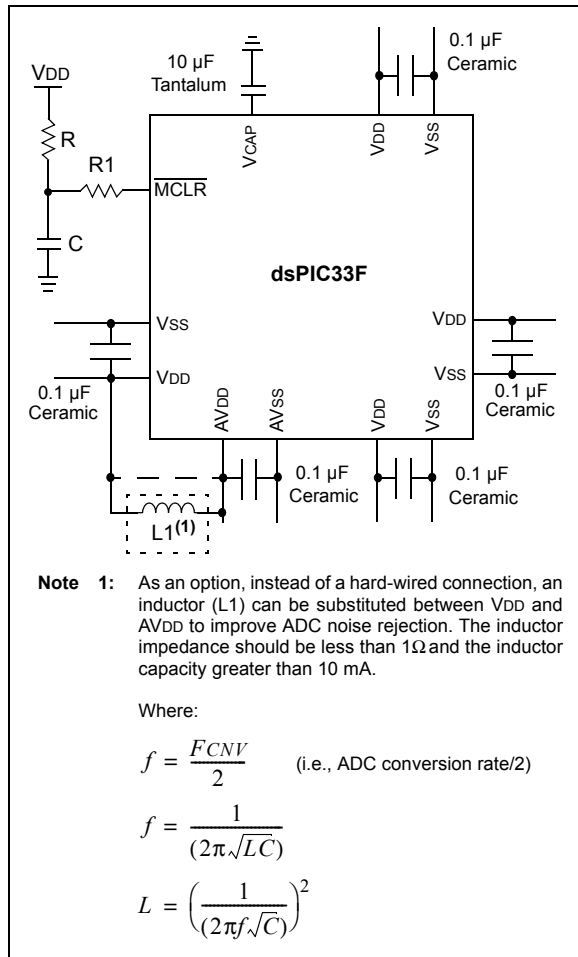 10 µF
Tantalum
0.1 µF
Ceramic
VDD
R
R1
C
VCAP
VDD
VSS
MCLR
dsPIC33F
VSS
VDD
VDD
VSS
0.1 µF
Ceramic
0.1 µF
Ceramic
AVDD
AVSS
VDD
VSS
0.1 µF
Ceramic
0.1 µF
Ceramic
L1(1)
Note 1: As an option, instead of a hard-wired connection, an
inductor (L1) can be substituted between VDD and
AVDD to improve ADC noise rejection. The inductor
impedance should be less than 1Ω and the inductor
capacity greater than 10 mA.
Where:
f = FCNV / 2 (i.e., ADC conversion rate/2)
f = 1 / (2π√LC)
L = (1 / (2πf√C))²